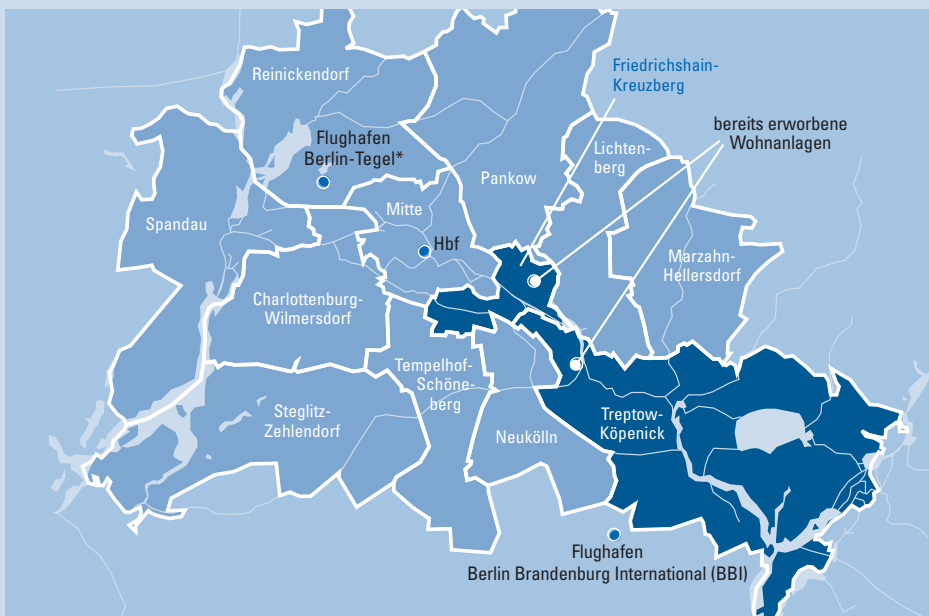 Reinickendorf
Friedrichshain-
Kreuzberg
bereits erworbene
Wohnanlagen
Flughafen
Berlin-Tegel*
Lichten-
berg
Pankow
Mitte
Spandau
Hbf
Marzahn-
Hellersdorf
Charlottenburg-
Wilmersdorf
Tempelhof-
Schöne-
berg
Steglitz-
Zehlendorf
Treptow-
Köpenick
Neukölln
Flughafen
Berlin Brandenburg International (BBI)